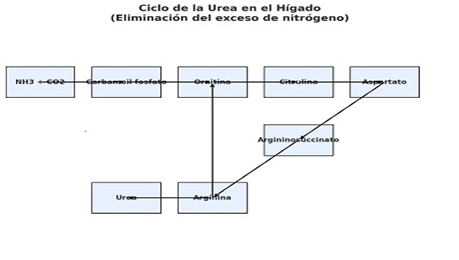 Ciclo de la Urea en el Hígado
(Eliminación del exceso de nitrógeno)
NH3 + CO2
Carbamoil fosfato
Ornitina
Citrulina
Aspartato
Argininosuccinato
Urea
Arginina